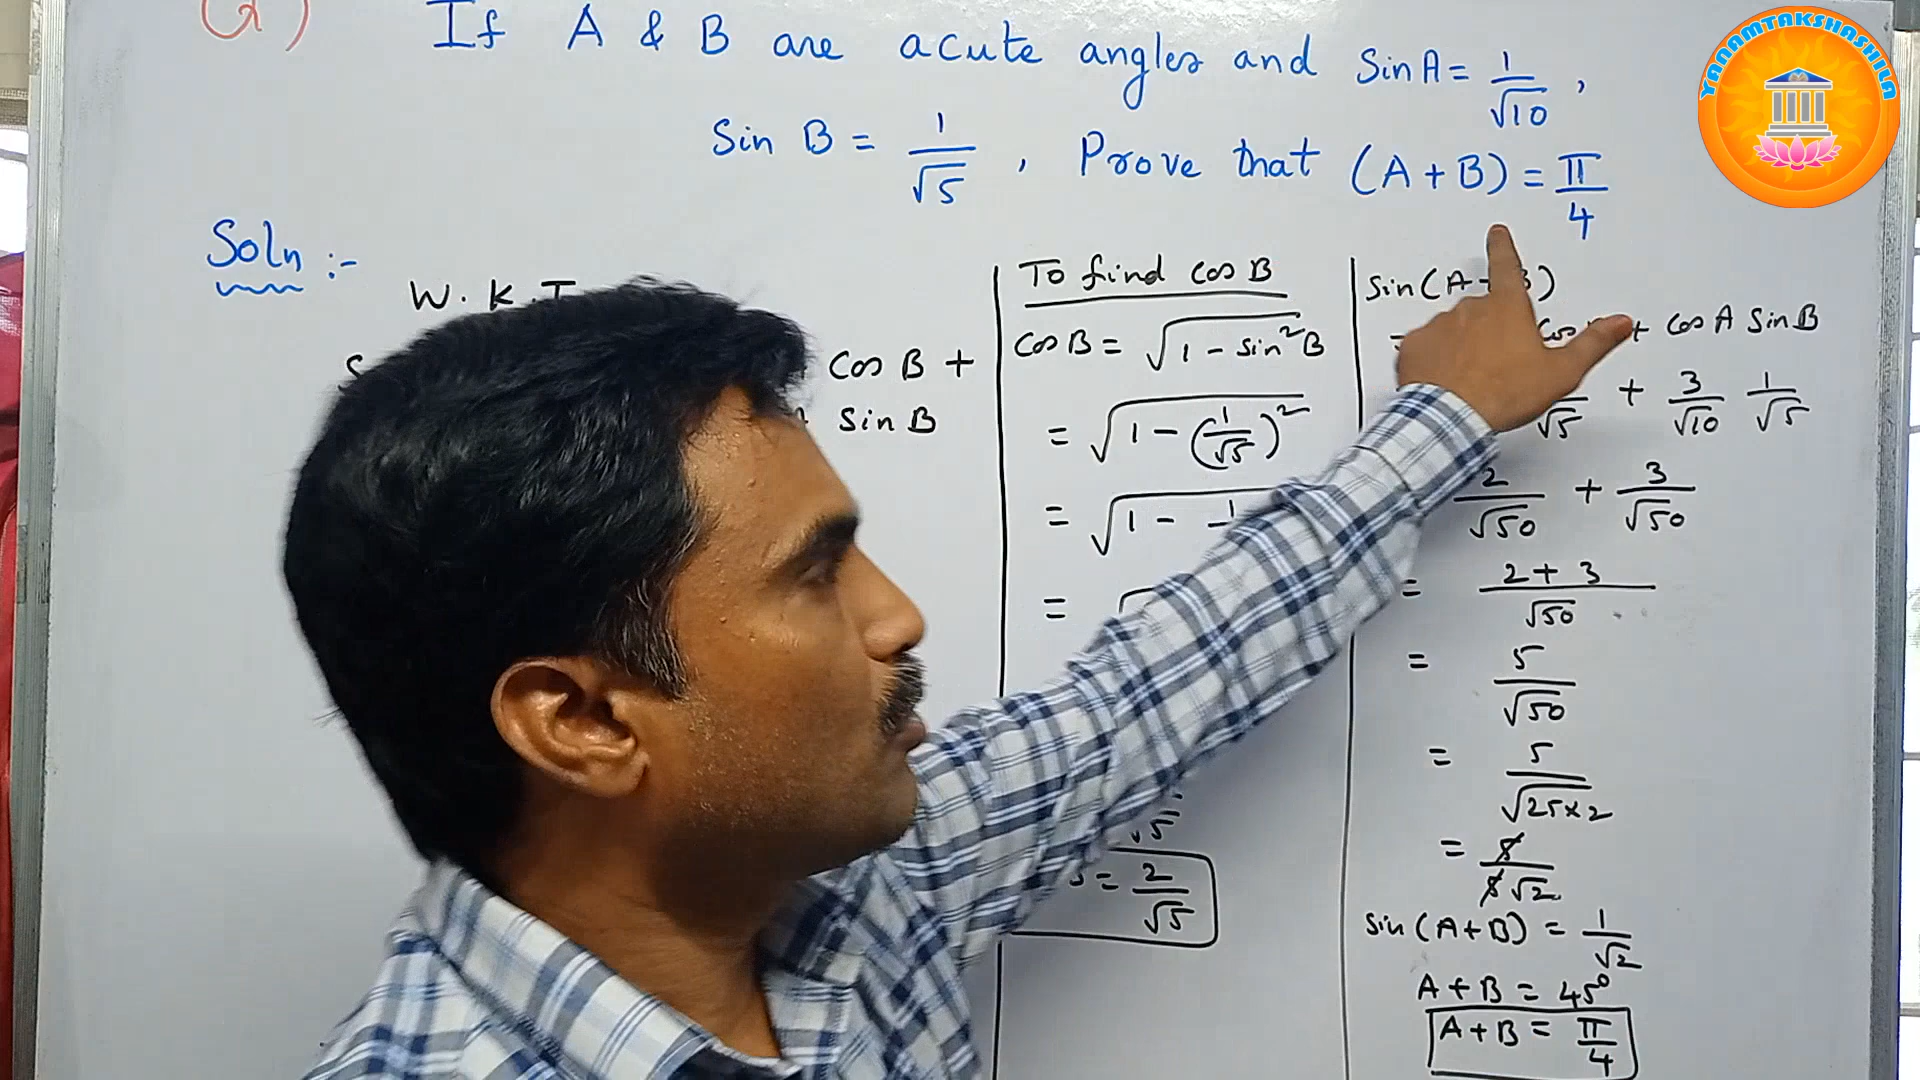 Q)
If A & B are acute angles and Sin A = 1/√10 ,
Sin B = 1/√5 , Prove that (A + B) = π/4
Soln :-
W. K. T
Cos B +
Sin B
To find Cos B
Cos B = √(1 - sin²B)
= √(1 - (1/√5)²)
= √(1 -
=
√5
= 2/√5
Sin (A + B)
+ Cos A Sin B
√5 + 3/√10 1/√5
2/√50 + 3/√50
= (2 + 3)/√50
= 5/√50
= 5/√(25×2)
= 5/(5√2)
Sin (A+B) = 1/√2
A + B = 45°
A + B = π/4
YANAMTAKSHASHILA